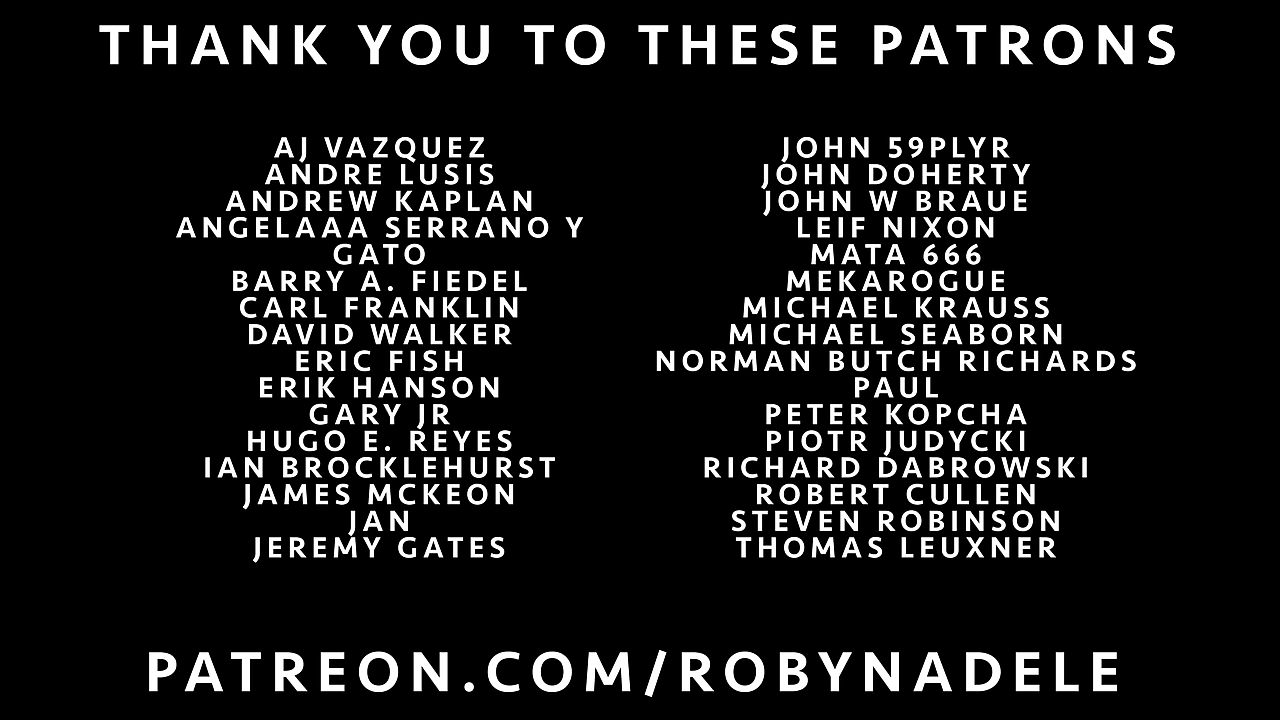 THANK YOU TO THESE PATRONS
AJ VAZQUEZ
ANDRE LUSIS
ANDREW KAPLAN
ANGELAAA SERRANO Y
GATO
BARRY A. FIEDEL
CARL FRANKLIN
DAVID WALKER
ERIC FISH
ERIK HANSON
GARY JR
HUGO E. REYES
IAN BROCKLEHURST
JAMES MCKEON
JAN
JEREMY GATES
JOHN 59PLYR
JOHN DOHERTY
JOHN W BRAUE
LEIF NIXON
MATA 666
MEKAROGUE
MICHAEL KRAUSS
MICHAEL SEABORN
NORMAN BUTCH RICHARDS
PAUL
PETER KOPCHA
PIOTR JUDYCKI
RICHARD DABROWSKI
ROBERT CULLEN
STEVEN ROBINSON
THOMAS LEUXNER
PATREON.COM/ROBYNADELE